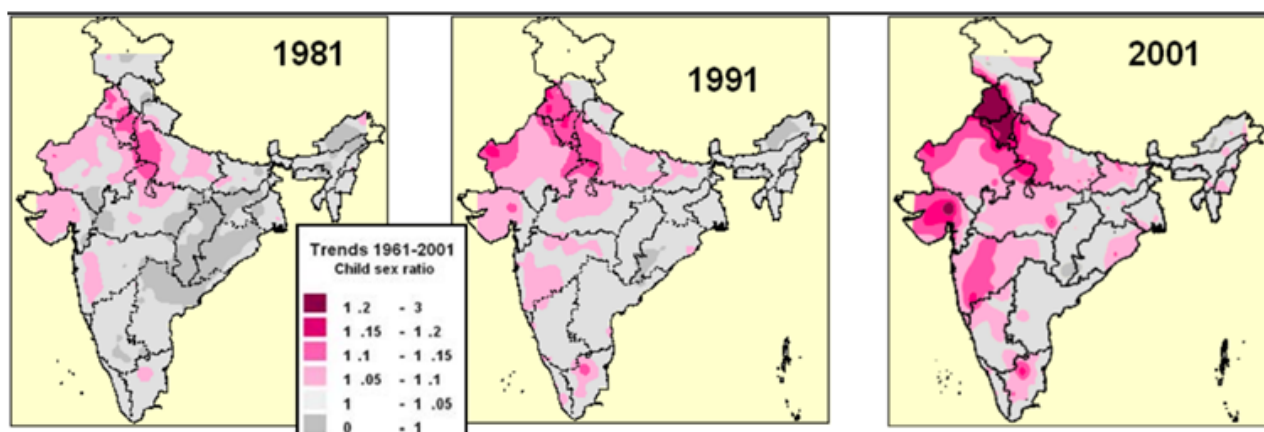 1981
1991
2001
Trends 1961-2001
Child sex ratio
1 .2 - 3
1 .15 - 1 .2
1 .1 - 1 .15
1 .05 - 1 .1
1 - 1 .05
0 - 1